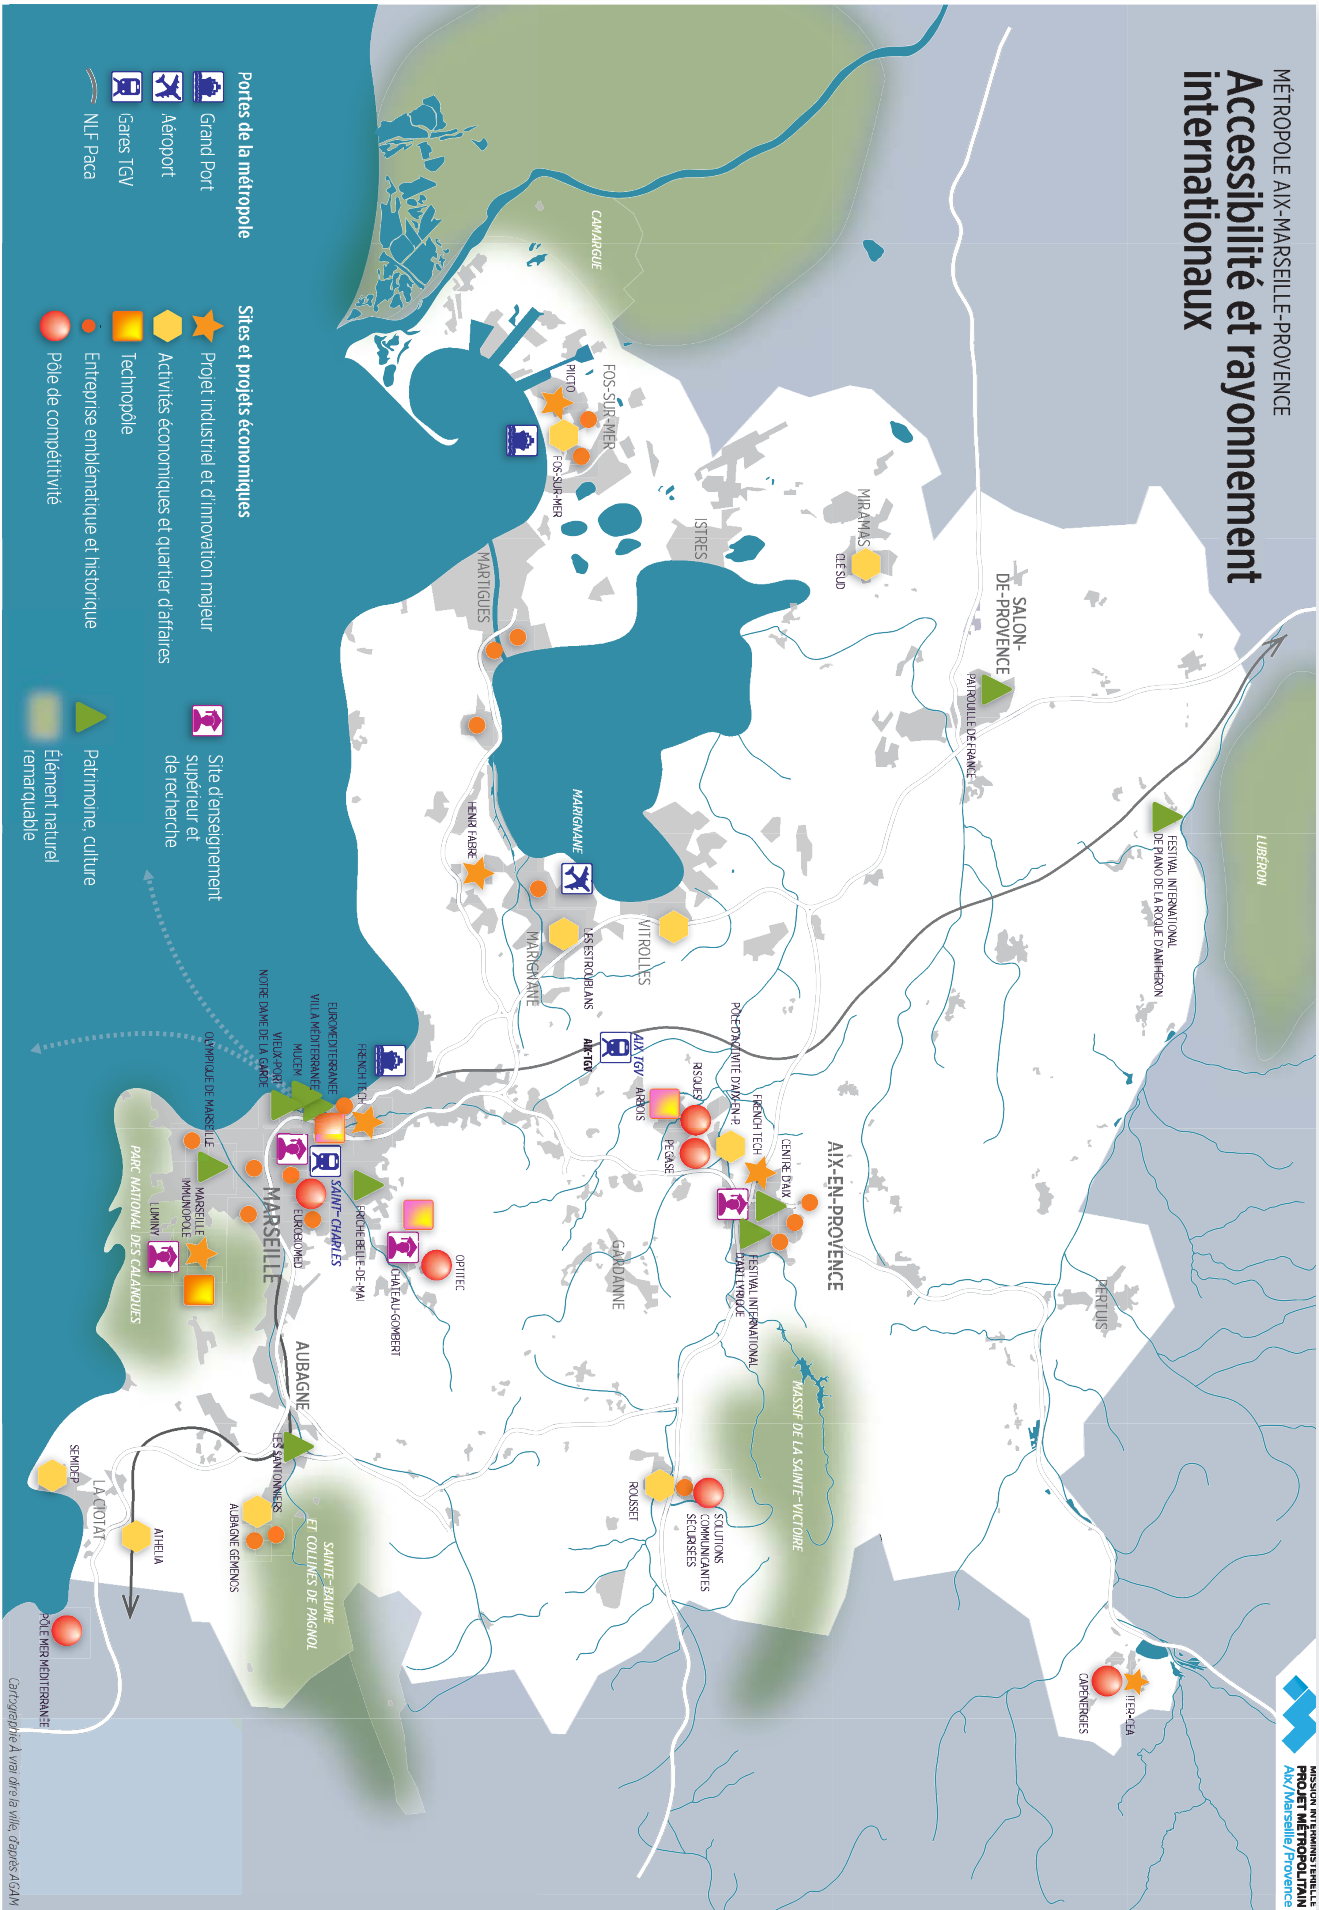 MÉTROPOLE AIX-MARSEILLE-PROVENCE
Accessibilité et rayonnement
internationaux
MISSION INTERMINISTÉRIELLE
PROJET MÉTROPOLITAIN
Aix/Marseille/Provence
LUBÉRON
FESTIVAL INTERNATIONAL
DE PIANO DE LA ROQUE D'ANTHÉRON
SALON-
DE-PROVENCE
PATROUILLE DE FRANCE
PERTUIS
ITER-CEA
CAPENERGIES
MIRAMAS
CLÉSUD
AIX-EN-PROVENCE
CENTRE D'AIX
FRENCH TECH
PÔLE D'ACTIVITÉ D'AIX-EN-P.
FESTIVAL INTERNATIONAL
D'ART LYRIQUE
MASSIF DE LA SAINTE-VICTOIRE
ISTRES
RISQUES
PEGASE
ARBOIS
SOLUTIONS
COMMUNICANTES
SÉCURISÉES
ROUSSET
CAMARGUE
FOS-SUR-MER
PIICTO
FOS-SUR-MER
VITROLLES
AIX TGV
AIX-TGV
GARDANNE
MARIGNANE
LES ESTROUBLANS
MARIGNANE
MARTIGUES
HENRI FABRE
OPTITEC
CHÂTEAU-GOMBERT
FRENCH TECH
FRICHE BELLE-DE-MAI
EUROMÉDITERRANÉE
VILLA MÉDITERRANÉE
MUCEM
VIEUX-PORT
NOTRE DAME DE LA GARDE
SAINT-CHARLES
EUROBIOMED
MARSEILLE
OLYMPIQUE DE MARSEILLE
MARSEILLE
IMMUNOPÔLE
LUMINY
PARC NATIONAL DES CALANQUES
AUBAGNE
LES SANTONNIERS
AUBAGNE GÉMENOS
SAINTE-BAUME
ET COLLINES DE PAGNOL
SEMIDEP
LA CIOTAT
ATHELIA
PÔLE MER MÉDITERRANÉE
Portes de la métropole
Grand Port
Aéroport
Gares TGV
NLF Paca
Sites et projets économiques
Projet industriel et d'innovation majeur
Activités économiques et quartier d'affaires
Technopôle
Entreprise emblématique et historique
Pôle de compétitivité
Site d'enseignement
supérieur et
de recherche
Patrimoine, culture
Élément naturel
remarquable
Cartographie À vrai dire la ville, d'après AGAM